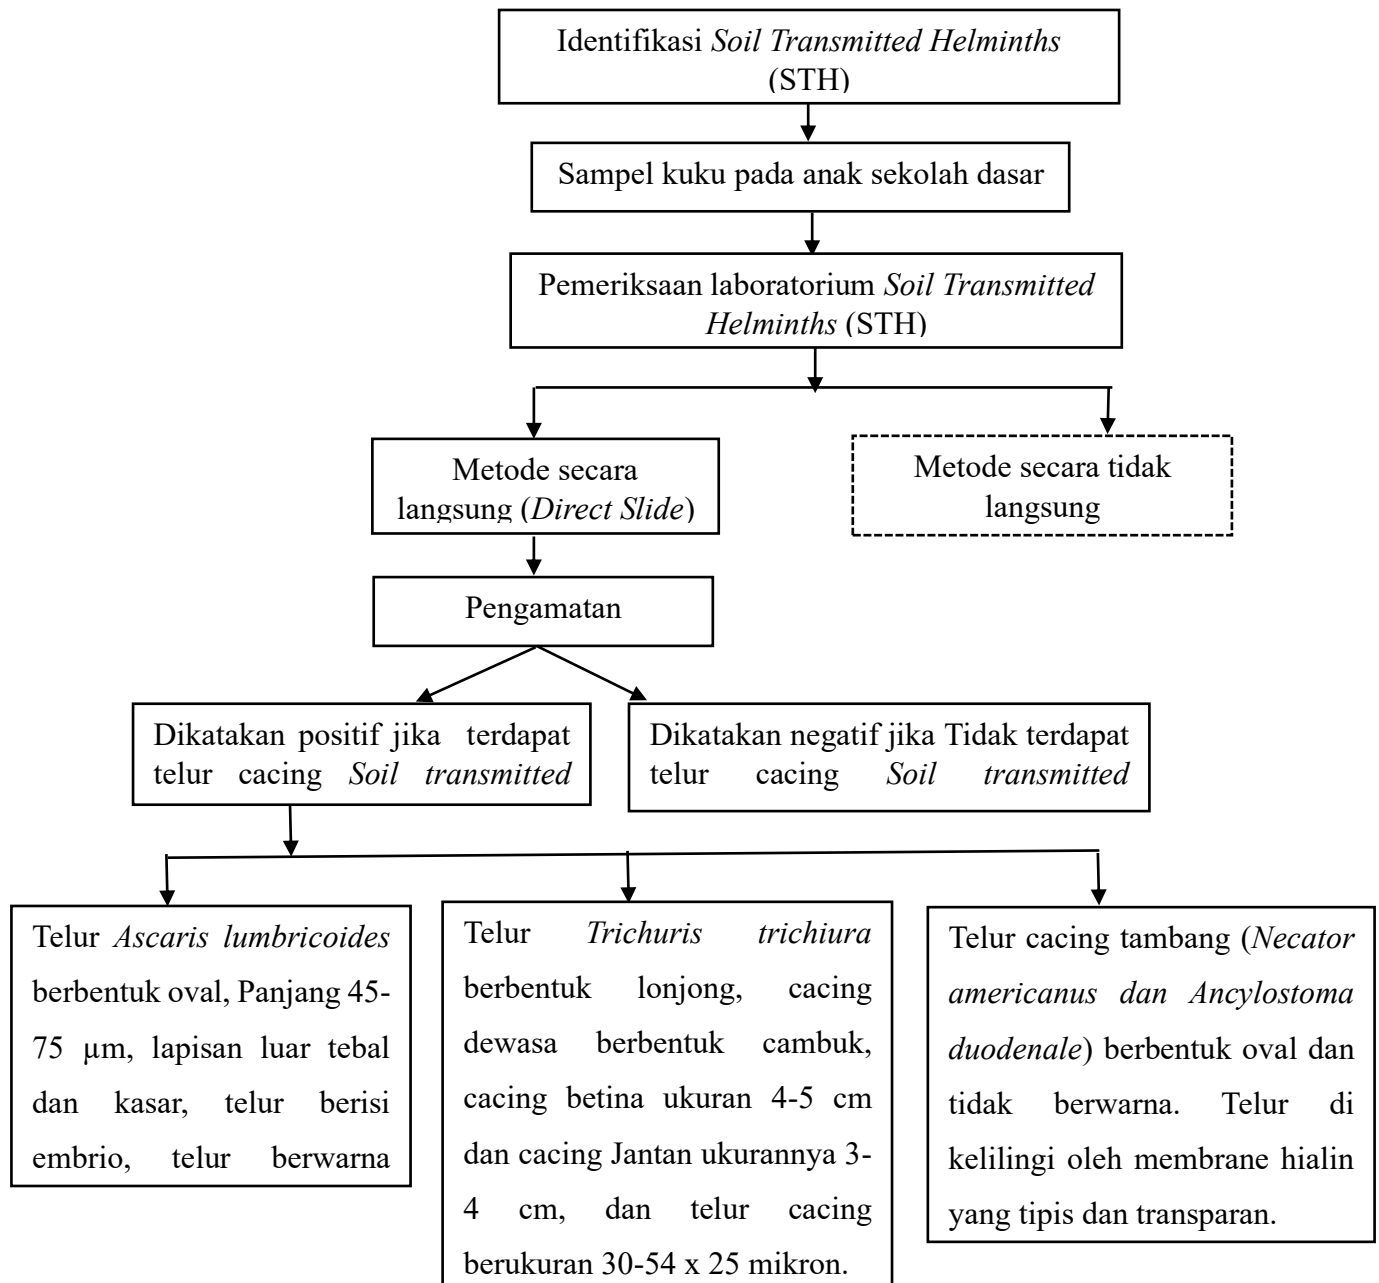 Identifikasi Soil Transmitted Helminths
(STH)
Sampel kuku pada anak sekolah dasar
Pemeriksaan laboratorium Soil Transmitted
Helminths (STH)
Metode secara
langsung (Direct Slide)
Metode secara tidak
langsung
Pengamatan
Dikatakan positif jika terdapat
telur cacing Soil transmitted
Dikatakan negatif jika Tidak terdapat
telur cacing Soil transmitted
Telur Ascaris lumbricoides
berbentuk oval, Panjang 45-
75 µm, lapisan luar tebal
dan kasar, telur berisi
embrio, telur berwarna
Telur Trichuris trichiura
berbentuk lonjong, cacing
dewasa berbentuk cambuk,
cacing betina ukuran 4-5 cm
dan cacing Jantan ukurannya 3-
4 cm, dan telur cacing
berukuran 30-54 x 25 mikron.
Telur cacing tambang (Necator
americanus dan Ancylostoma
duodenale) berbentuk oval dan
tidak berwarna. Telur di
kelilingi oleh membrane hialin
yang tipis dan transparan.